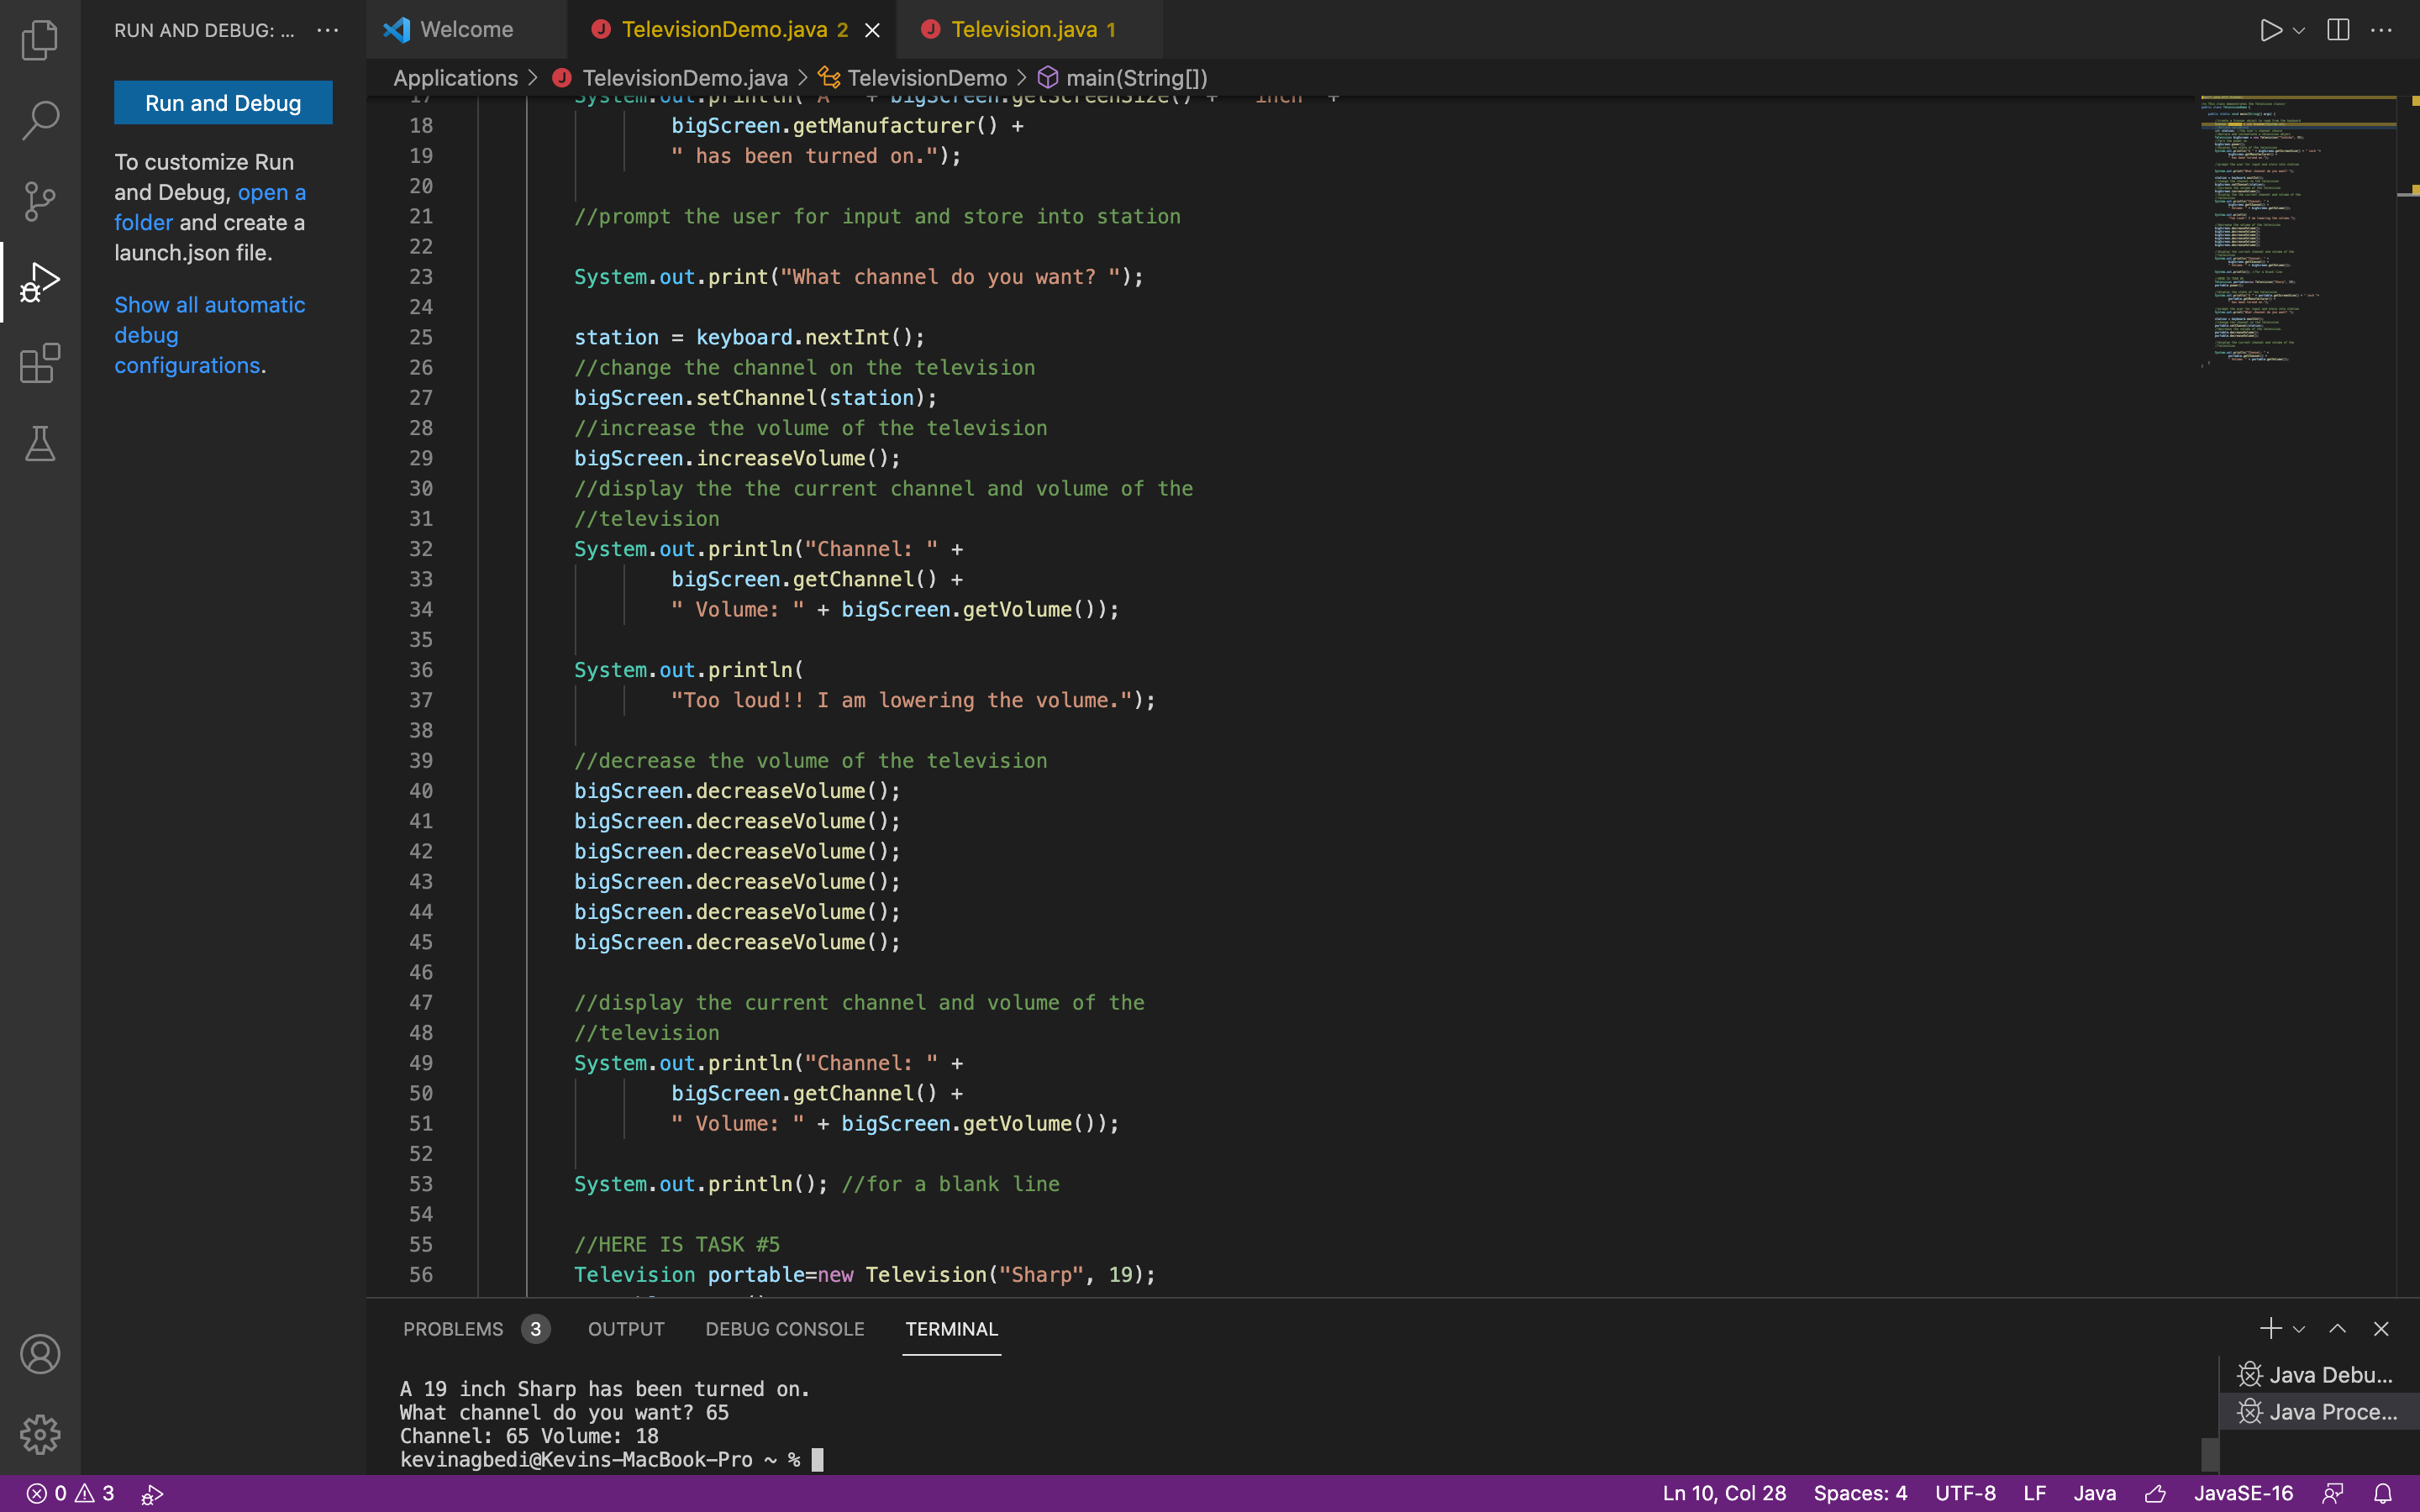 RUN AND DEBUG: ...
Welcome
TelevisionDemo.java 2
Television.java 1
Applications > TelevisionDemo.java > TelevisionDemo > main(String[])
Run and Debug
To customize Run
and Debug, open a
folder and create a
launch.json file.
Show all automatic
debug
configurations.
17 System.out.println("A " + bigScreen.getScreenSize() + " inch " +
18 bigScreen.getManufacturer() +
19 " has been turned on.");
20
21 //prompt the user for input and store into station
22
23 System.out.print("What channel do you want? ");
24
25 station = keyboard.nextInt();
26 //change the channel on the television
27 bigScreen.setChannel(station);
28 //increase the volume of the television
29 bigScreen.increaseVolume();
30 //display the the current channel and volume of the
31 //television
32 System.out.println("Channel: " +
33 bigScreen.getChannel() +
34 " Volume: " + bigScreen.getVolume());
35
36 System.out.println(
37 "Too loud!! I am lowering the volume.");
38
39 //decrease the volume of the television
40 bigScreen.decreaseVolume();
41 bigScreen.decreaseVolume();
42 bigScreen.decreaseVolume();
43 bigScreen.decreaseVolume();
44 bigScreen.decreaseVolume();
45 bigScreen.decreaseVolume();
46
47 //display the current channel and volume of the
48 //television
49 System.out.println("Channel: " +
50 bigScreen.getChannel() +
51 " Volume: " + bigScreen.getVolume());
52
53 System.out.println(); //for a blank line
54
55 //HERE IS TASK #5
56 Television portable=new Television("Sharp", 19);
PROBLEMS 3 OUTPUT DEBUG CONSOLE TERMINAL
A 19 inch Sharp has been turned on.
What channel do you want? 65
Channel: 65 Volume: 18
kevinagbedi@Kevins-MacBook-Pro ~ %
Java Debu...
Java Proce...
0 3
Ln 10, Col 28 Spaces: 4 UTF-8 LF Java JavaSE-16